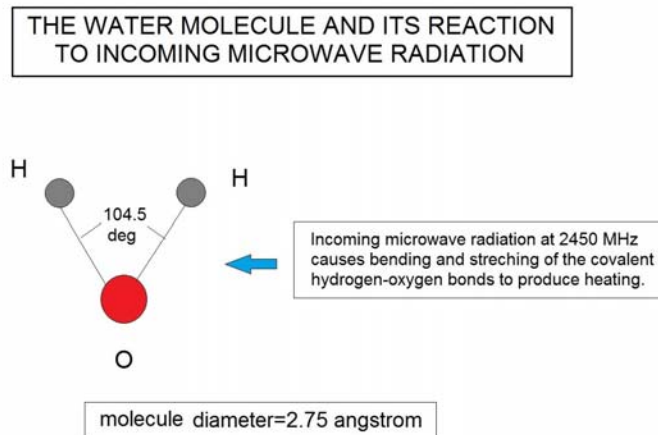 THE WATER MOLECULE AND ITS REACTION
TO INCOMING MICROWAVE RADIATION
H
H
104.5
deg
Incoming microwave radiation at 2450 MHz
causes bending and streching of the covalent
hydrogen-oxygen bonds to produce heating.
O
molecule diameter=2.75 angstrom